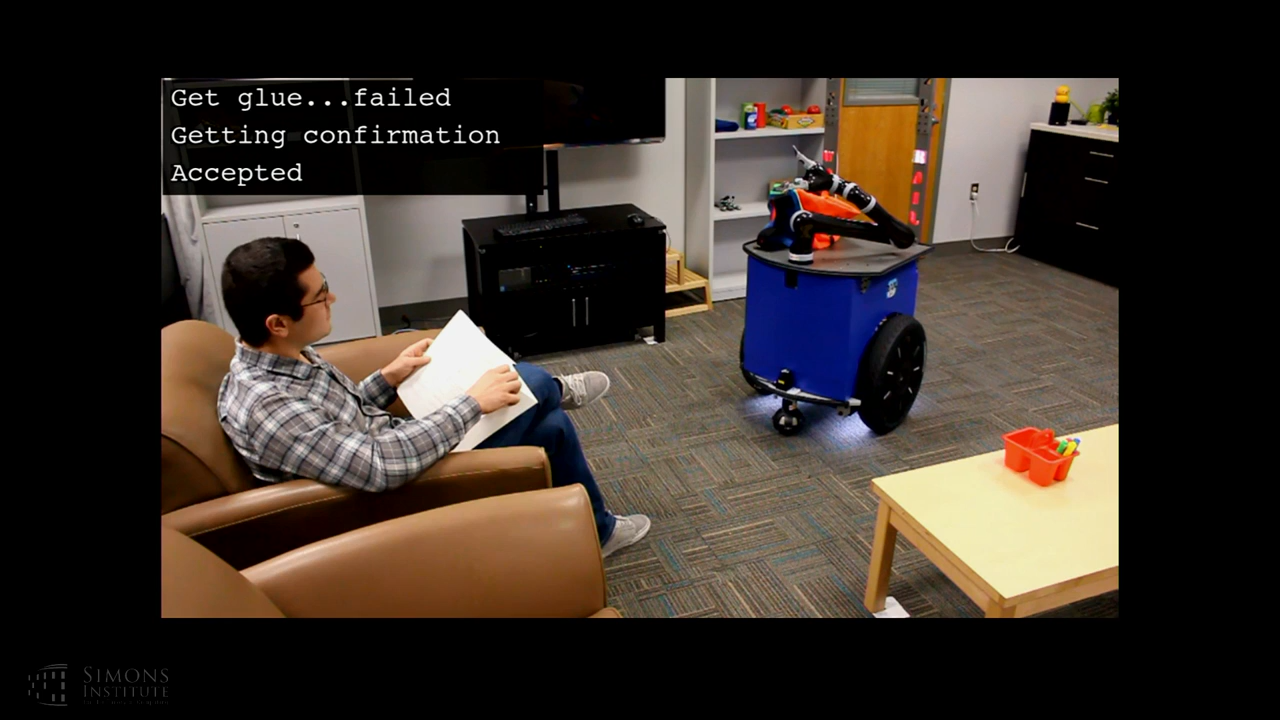 Get glue...failed
Getting confirmation
Accepted
SIMONS
INSTITUTE